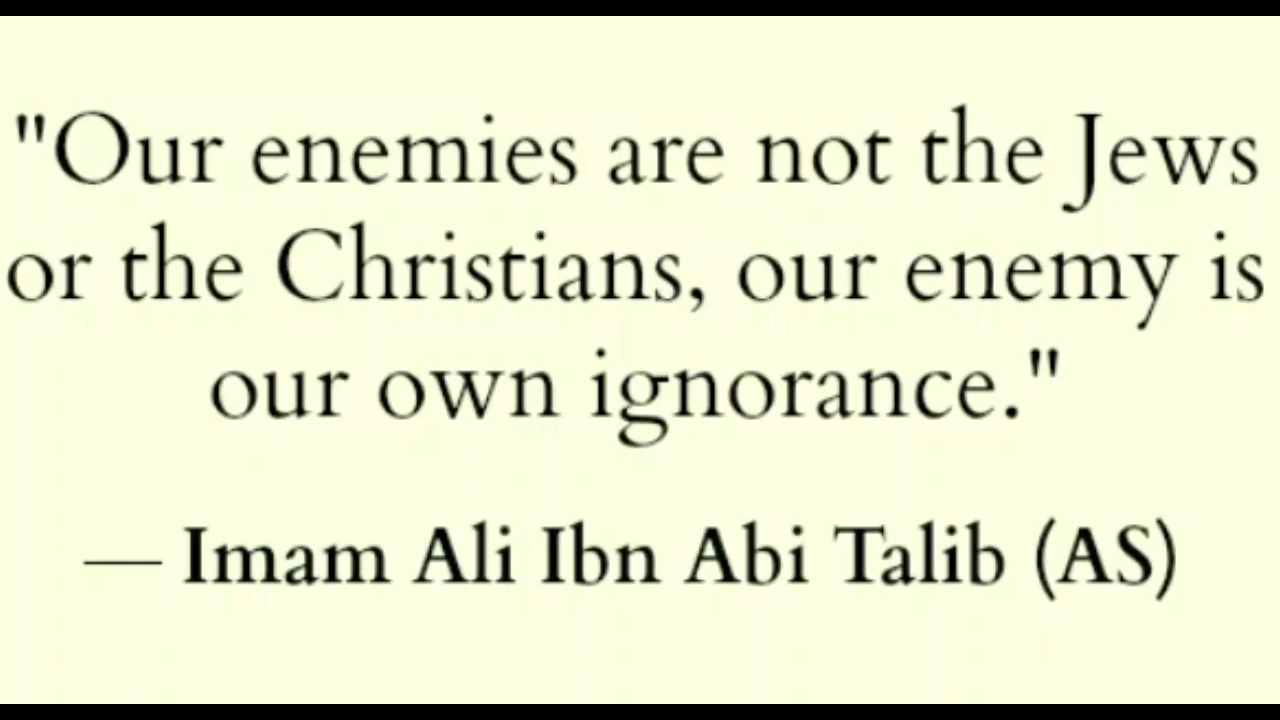 "Our enemies are not the Jews
or the Christians, our enemy is
our own ignorance."
— Imam Ali Ibn Abi Talib (AS)